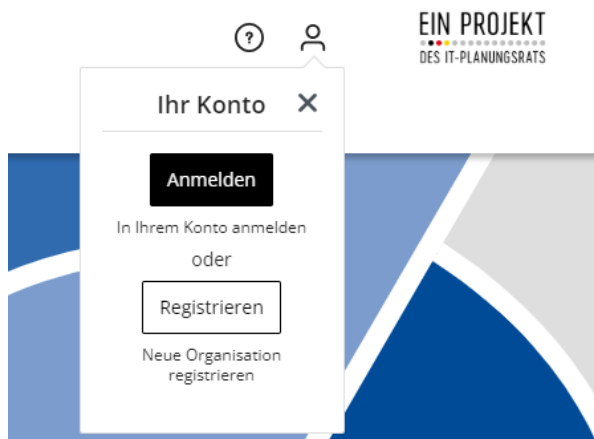 ?
EIN PROJEKT
DES IT-PLANUNGSRATS
Ihr Konto
Anmelden
In Ihrem Konto anmelden
oder
Registrieren
Neue Organisation
registrieren